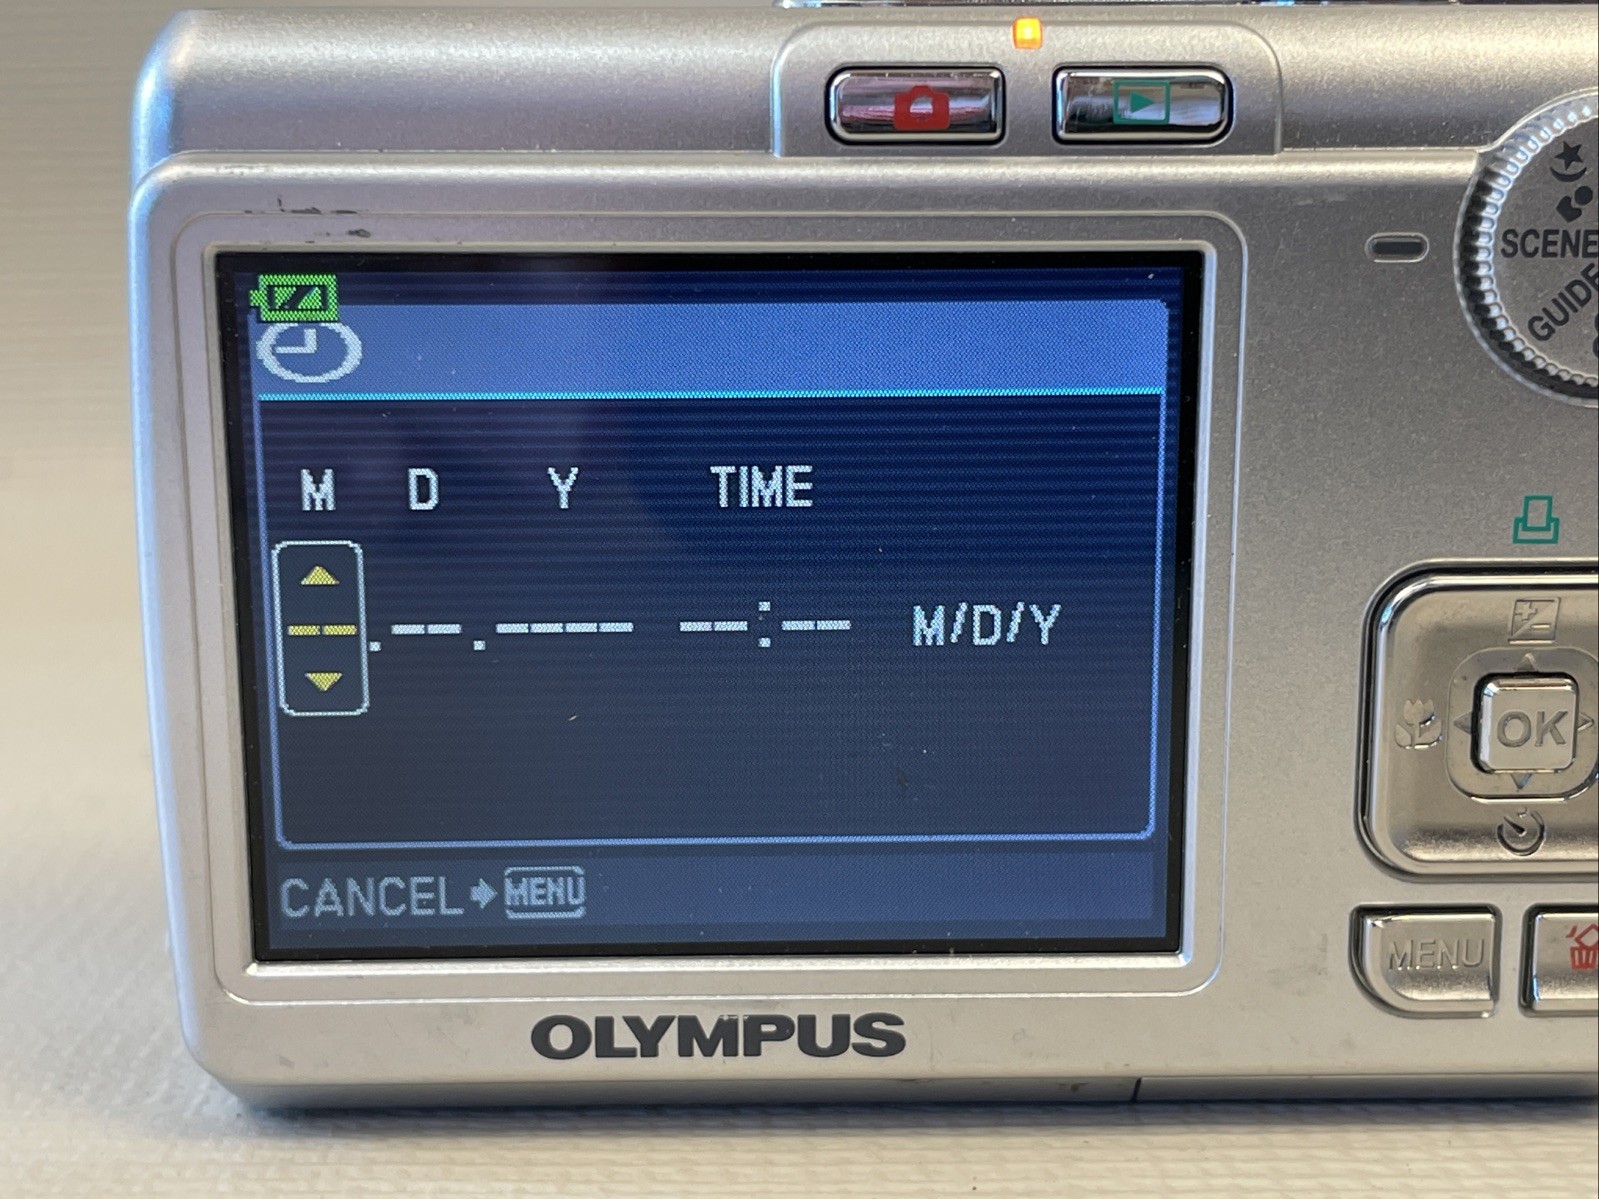 SCENE
GUIDE
M D Y TIME
--.--.---- --:-- M/D/Y
OK
CANCEL MENU
MENU
OLYMPUS